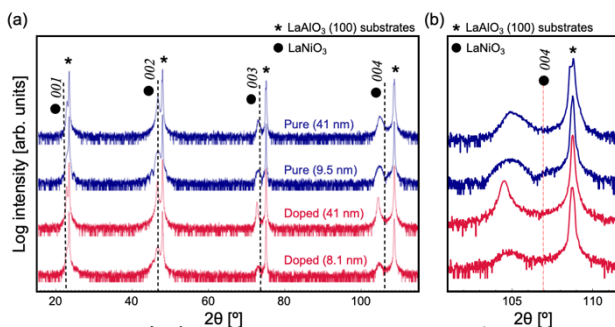 (a)
* LaAlO₃ (100) substrates
● LaNiO₃
(b)
* LaAlO₃ (100) substrates
● LaNiO₃
● 001
*
● 002
*
● 003
*
● 004
*
● 004
*
Pure (41 nm)
Pure (9.5 nm)
Doped (41 nm)
Doped (8.1 nm)
Log intensity [arb. units]
20 40 60 80 100
2θ [º]
105 110
2θ [º]